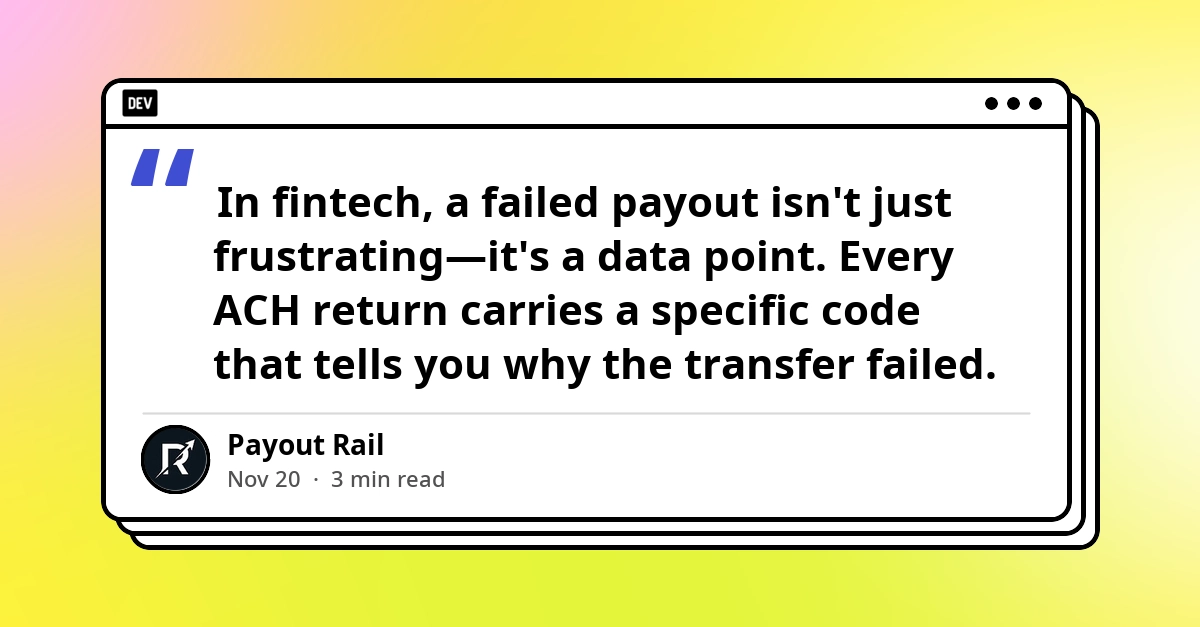 DEV
“ In fintech, a failed payout isn't just
frustrating—it's a data point. Every
ACH return carries a specific code
that tells you why the transfer failed.
Payout Rail
Nov 20 · 3 min read